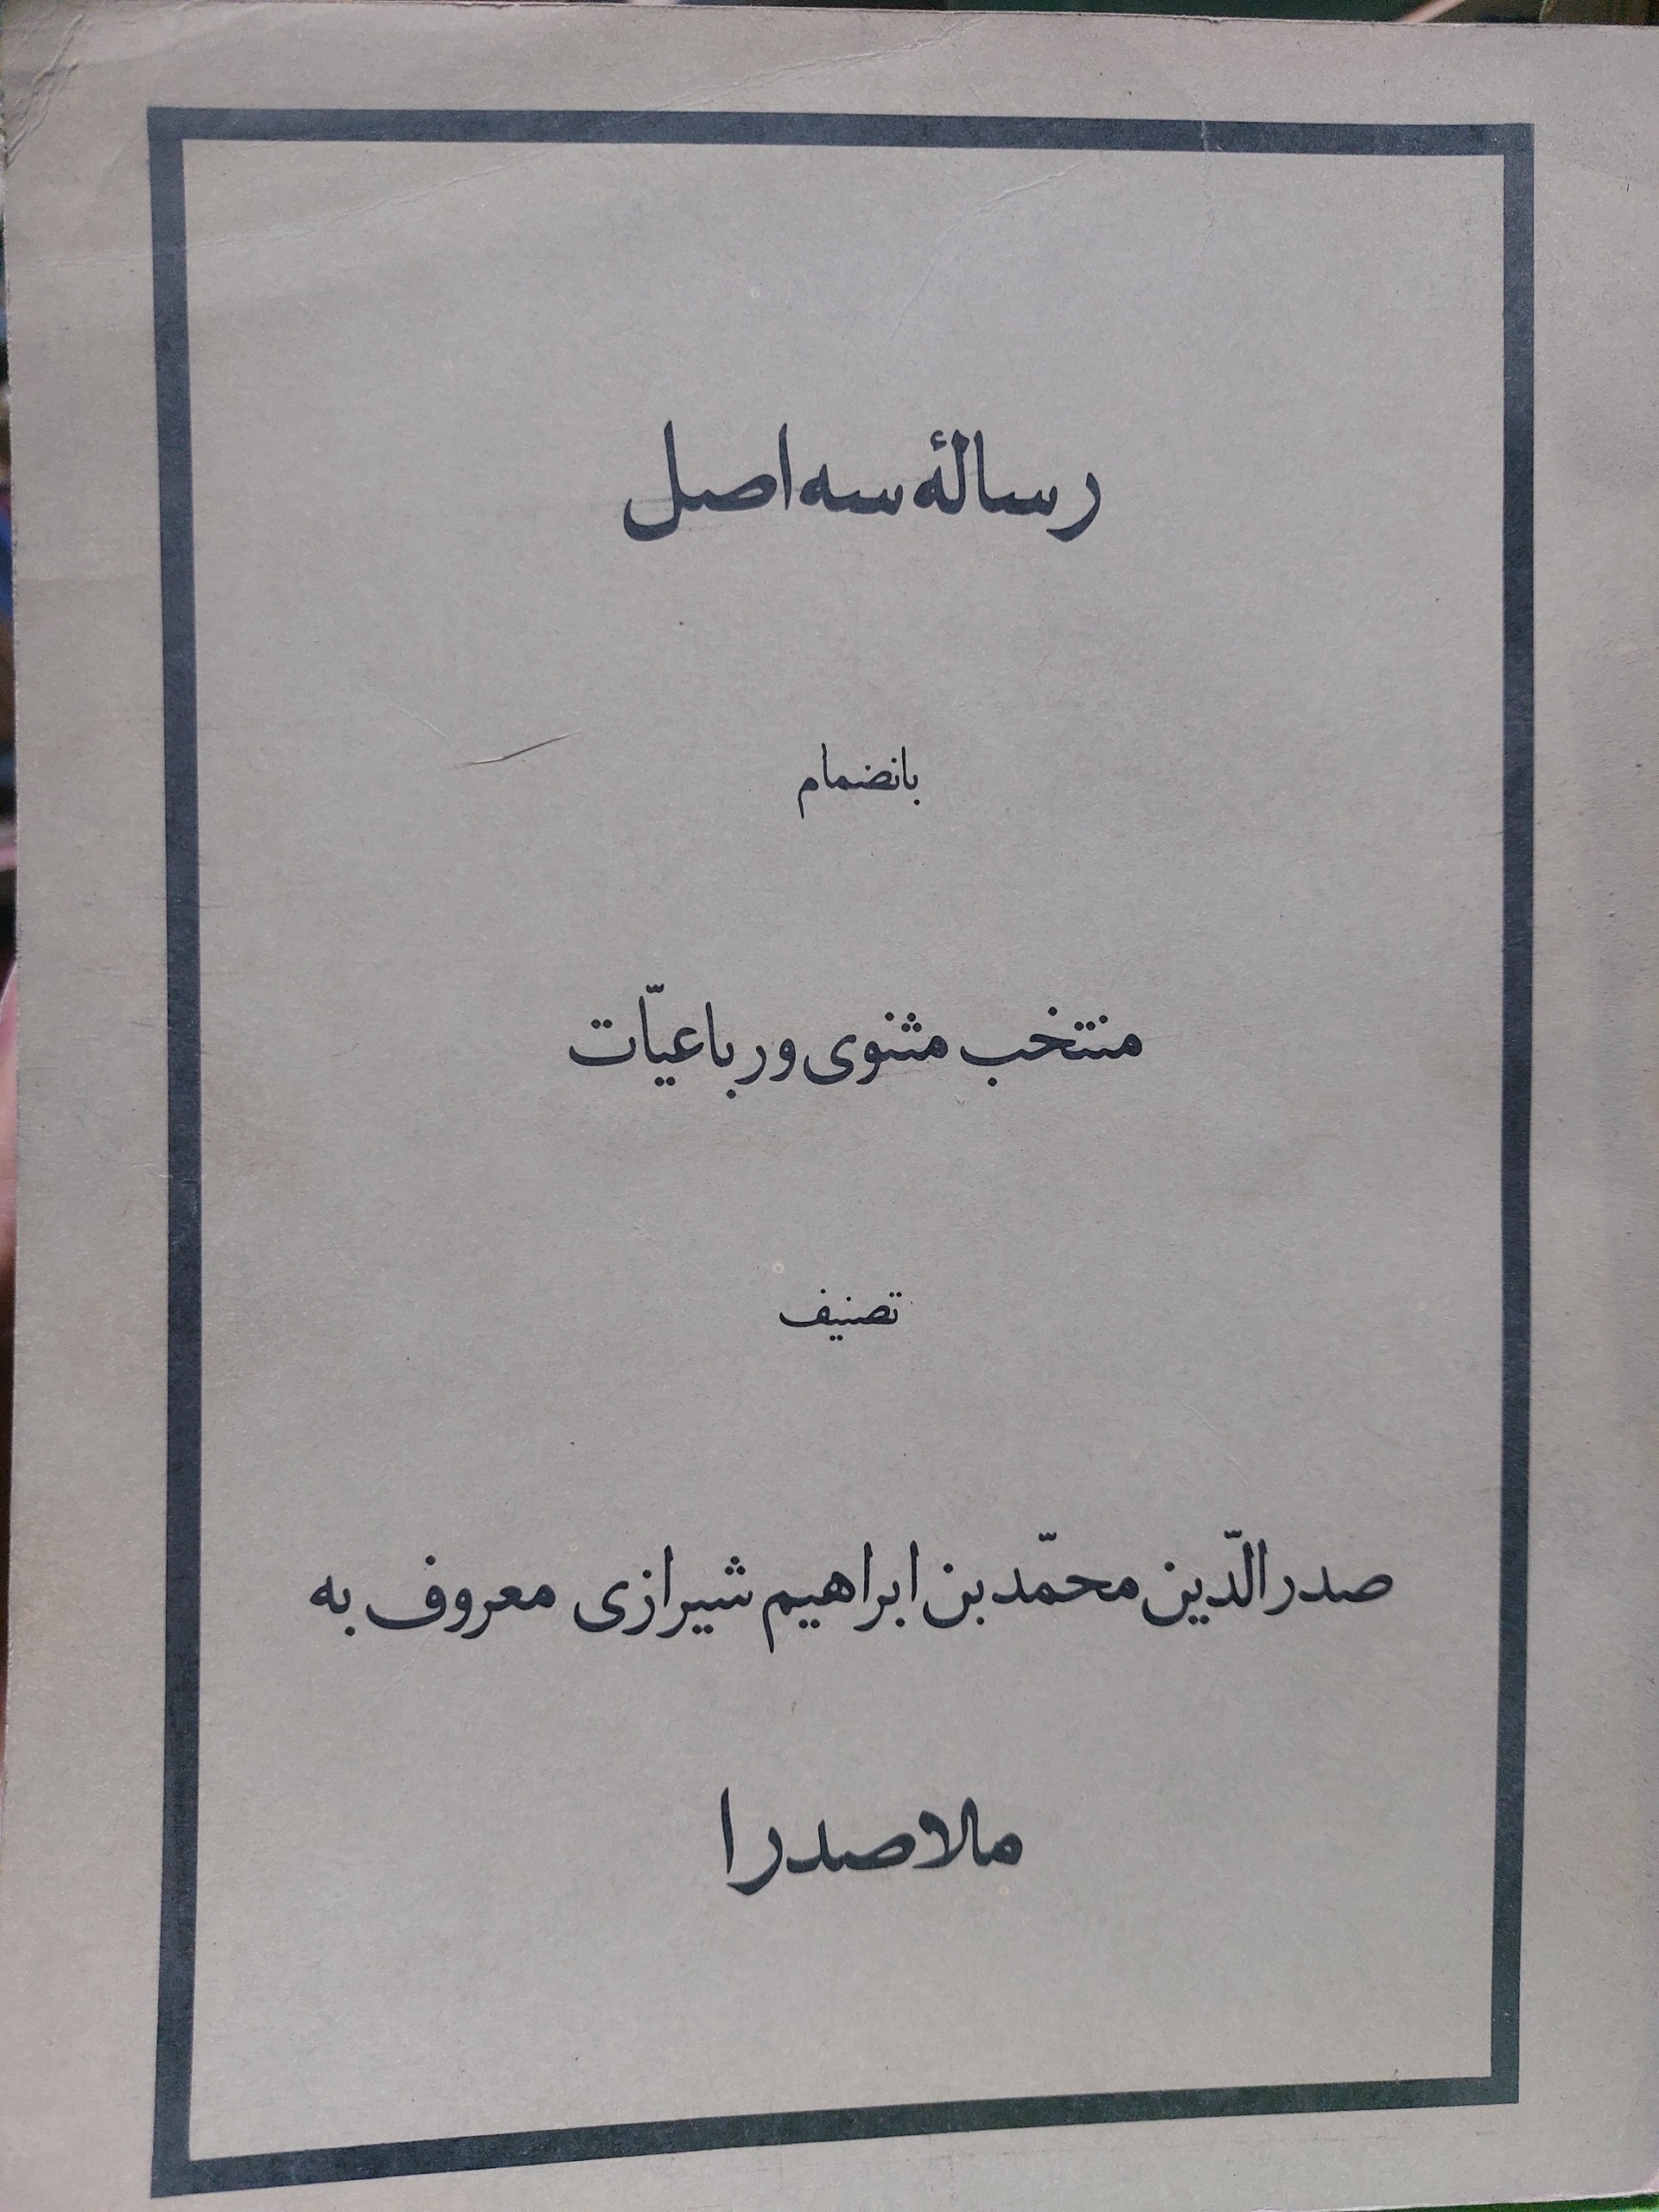 رسالهٔ سه اصل
بانضمام
منتخب مثنوی و رباعیّات
تصنیف
صدرالدّین محمّد بن ابراهیم شیرازی معروف به
ملاصدرا